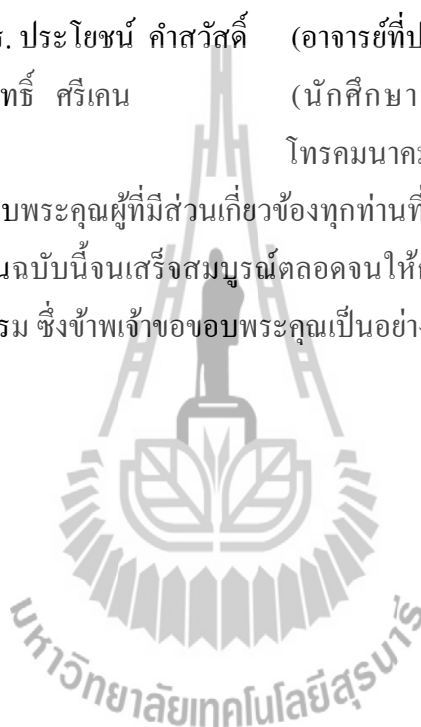 ร. ประโยชน์ คำสวัสดิ์ (อาจารย์ที่ป
ทธิ์ ศรีเคน (นักศึกษา
โทรคมนาคม
บพระคุณผู้ที่มีส่วนเกี่ยวข้องทุกท่านที่
นฉบับนี้จนเสร็จสมบูรณ์ตลอดจนให้
รม ซึ่งข้าพเจ้าขอขอบพระคุณเป็นอย่าง
มหาวิทยาลัยเทคโนโลยีสุรนารี